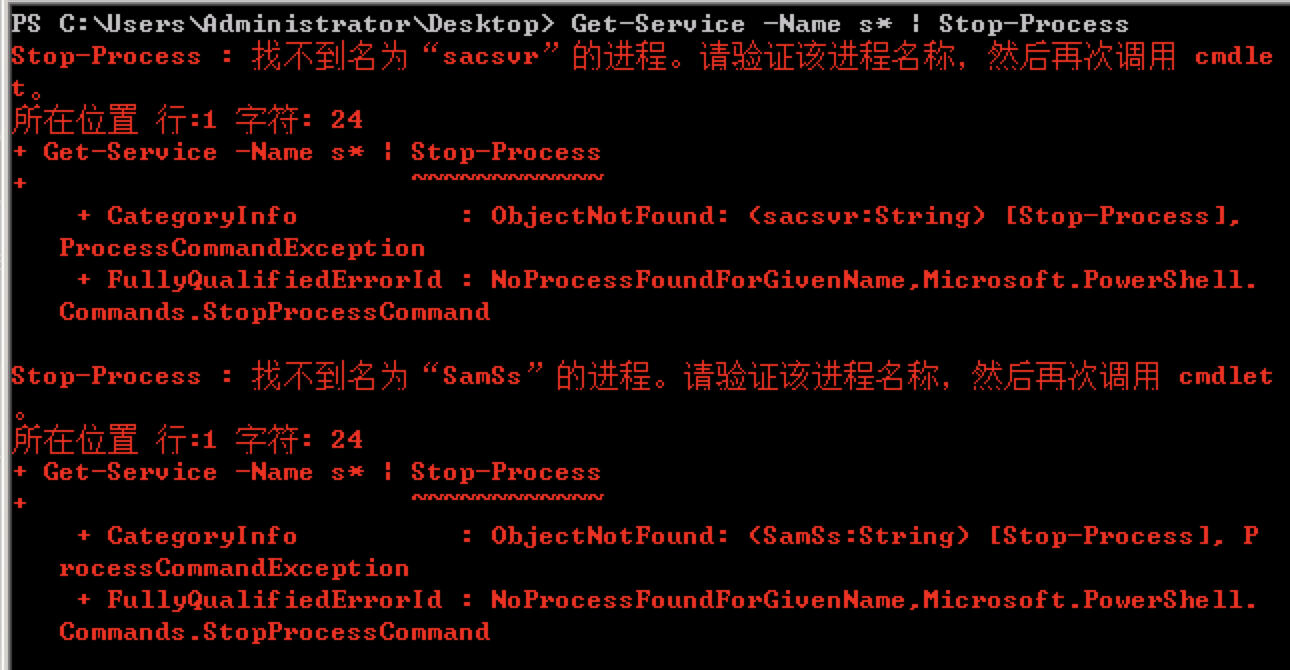 PS C:\Users\Administrator\Desktop> Get-Service -Name s* | Stop-Process
Stop-Process : 找不到名为“sacsvr”的进程。请验证该进程名称，然后再次调用 cmdle
t。
所在位置 行:1 字符: 24
+ Get-Service -Name s* | Stop-Process
+                        ~~~~~~~~~~~~
    + CategoryInfo          : ObjectNotFound: (sacsvr:String) [Stop-Process],
   ProcessCommandException
    + FullyQualifiedErrorId : NoProcessFoundForGivenName,Microsoft.PowerShell.
   Commands.StopProcessCommand
Stop-Process : 找不到名为“SamSs”的进程。请验证该进程名称，然后再次调用 cmdlet
。
所在位置 行:1 字符: 24
+ Get-Service -Name s* | Stop-Process
+                        ~~~~~~~~~~~~
    + CategoryInfo          : ObjectNotFound: (SamSs:String) [Stop-Process], P
   rocessCommandException
    + FullyQualifiedErrorId : NoProcessFoundForGivenName,Microsoft.PowerShell.
   Commands.StopProcessCommand